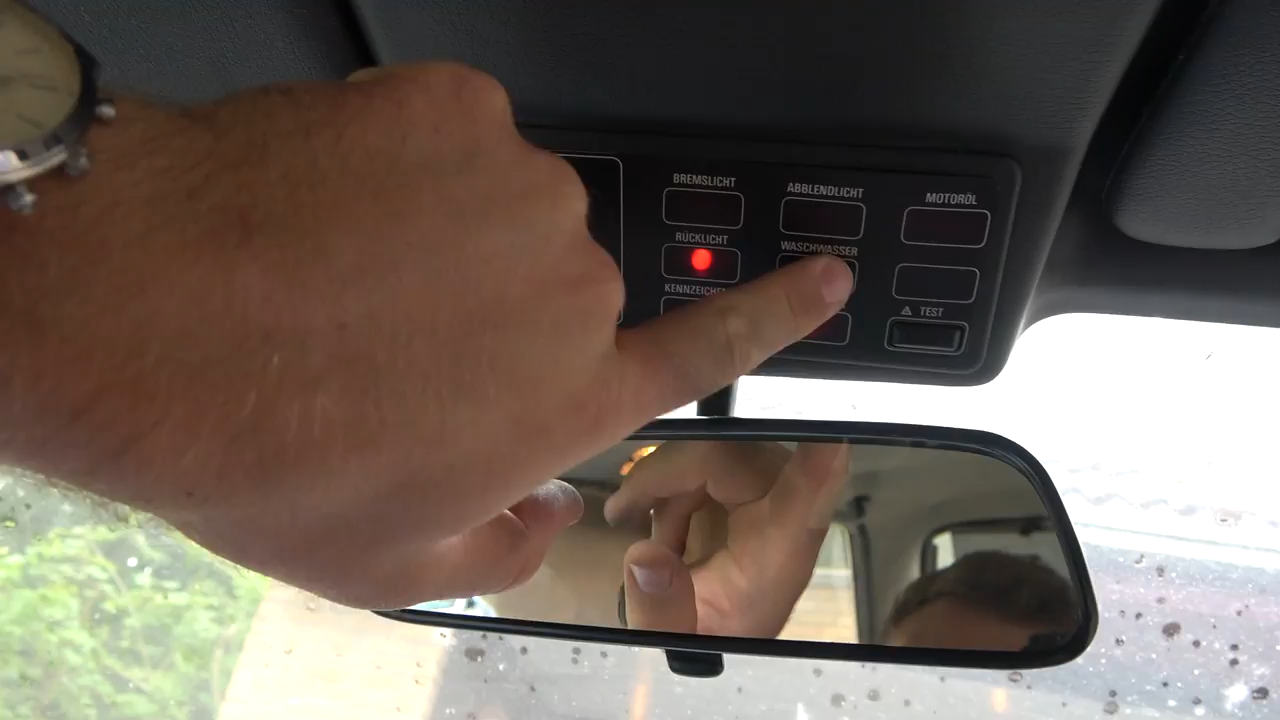 BREMSLICHT
ABBLENDLICHT
MOTORÖL
RÜCKLICHT
WASCHWASSER
TEST